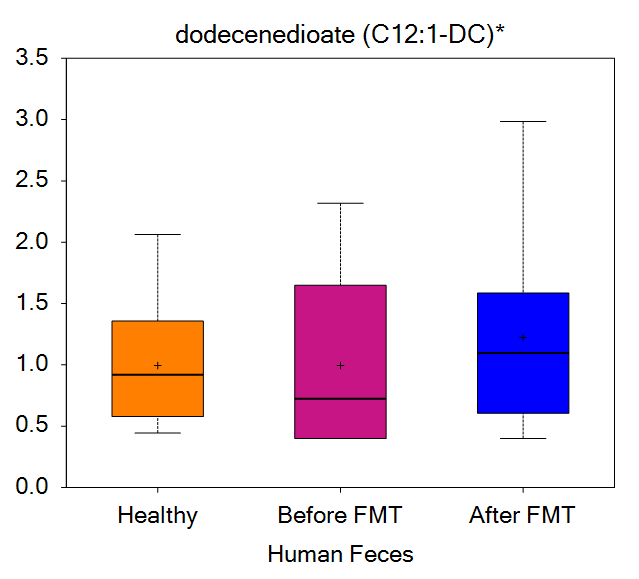 dodecenedioate (C12:1-DC)*
3.5
3.0
2.5
2.0
1.5
1.0
0.5
0.0
Healthy Before FMT After FMT
Human Feces